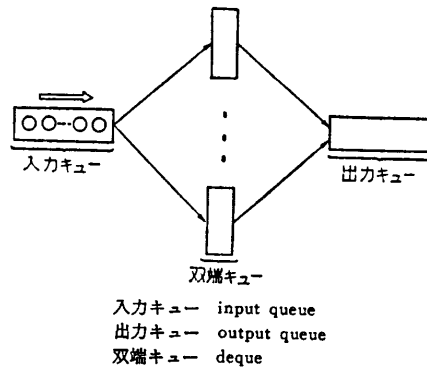 入力キュー
出力キュー
双端キュー
入力キュー input queue
出力キュー output queue
双端キュー deque